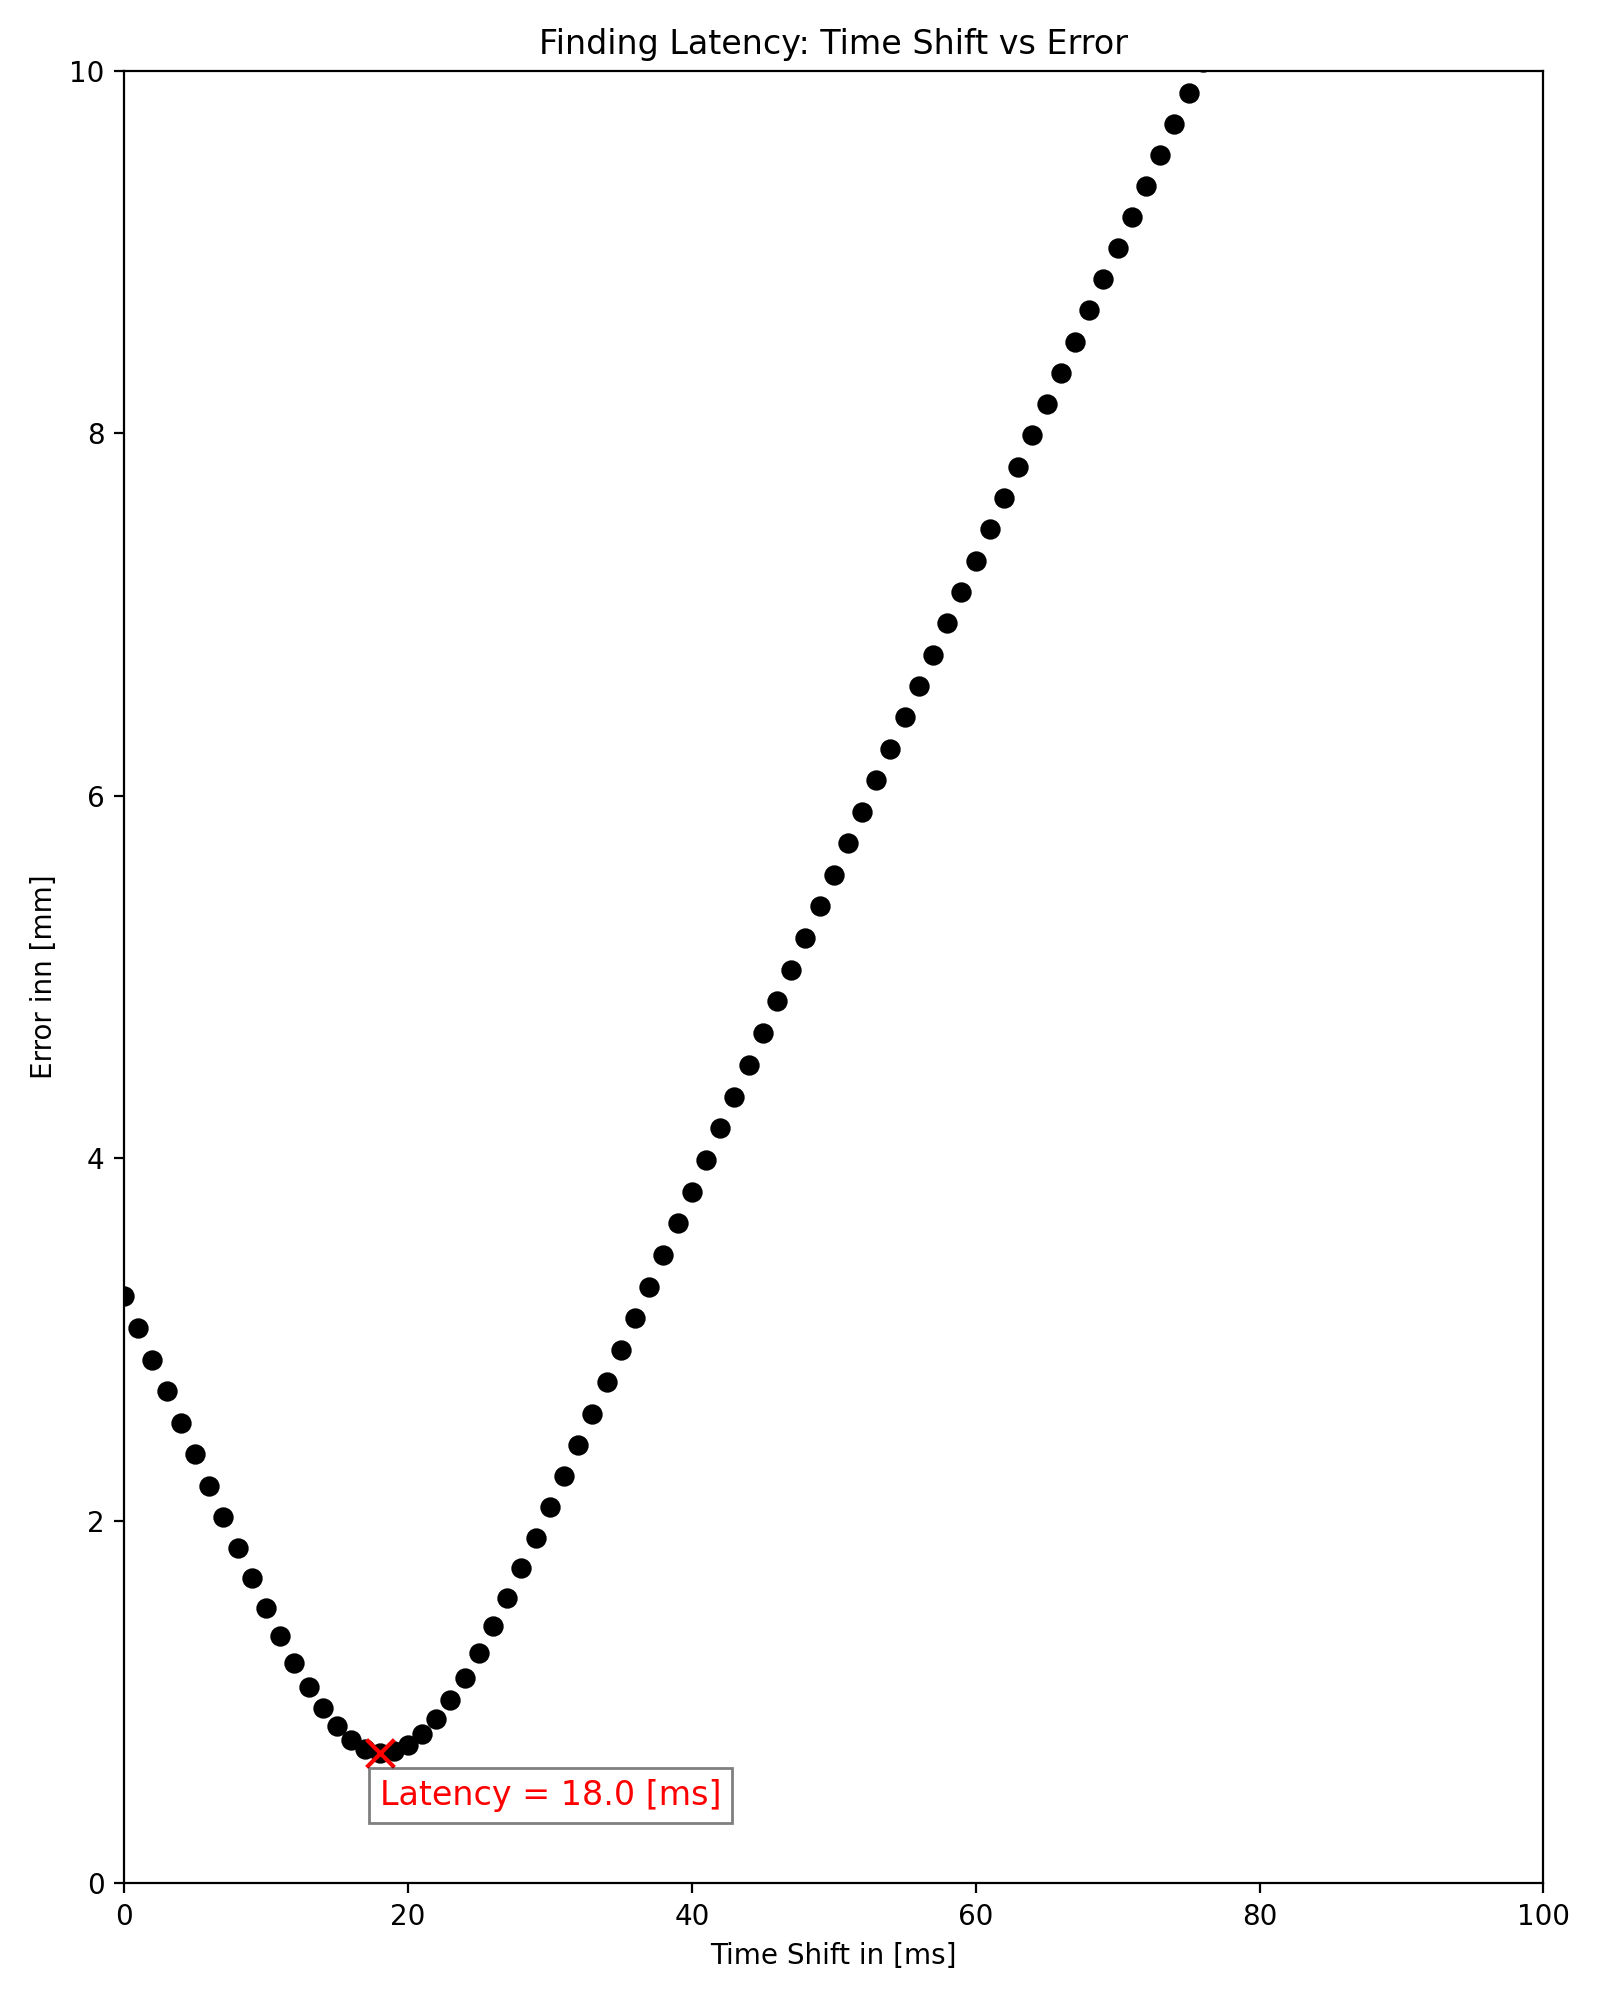 Finding Latency: Time Shift vs Error
10
8
6
4
2
0
Error inn [mm]
Latency = 18.0 [ms]
0 20 40 60 80 100
Time Shift in [ms]